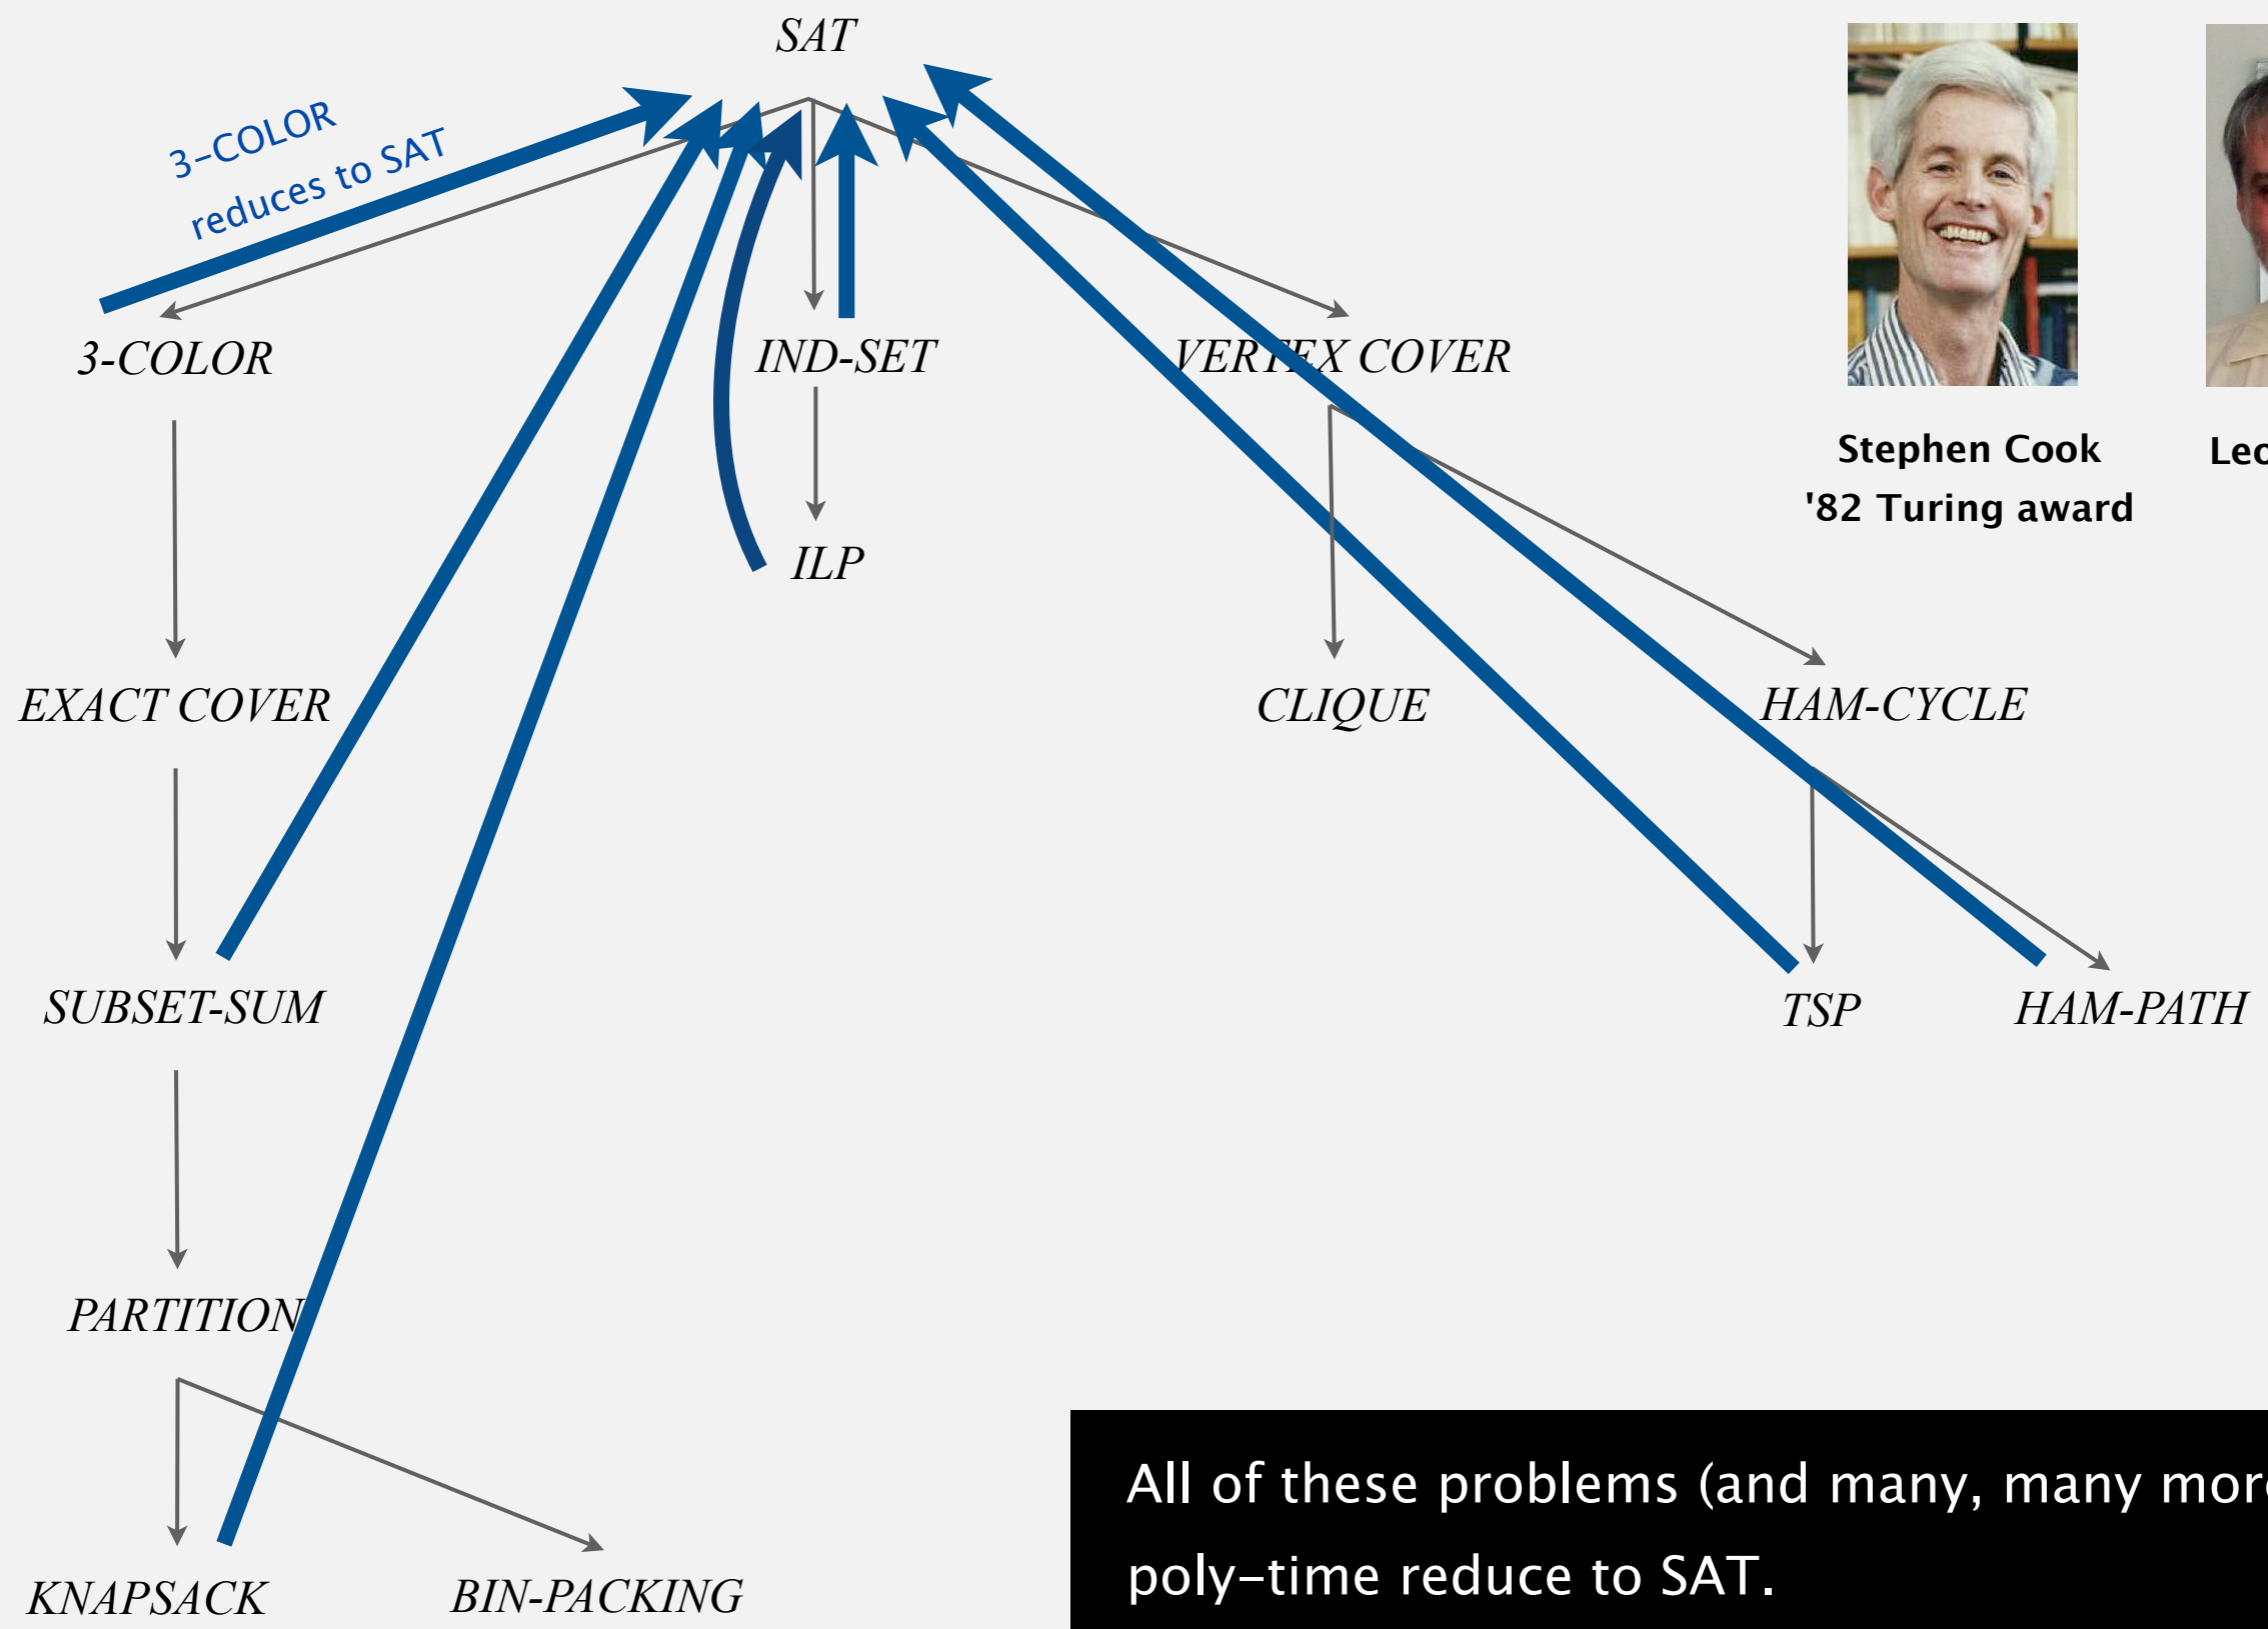 SAT
3-COLOR
reduces to SAT
3-COLOR
IND-SET
VERTEX COVER
Stephen Cook
'82 Turing award
Leo
ILP
EXACT COVER
CLIQUE
HAM-CYCLE
SUBSET-SUM
TSP
HAM-PATH
PARTITION
All of these problems (and many, many more
poly-time reduce to SAT.
KNAPSACK
BIN-PACKING